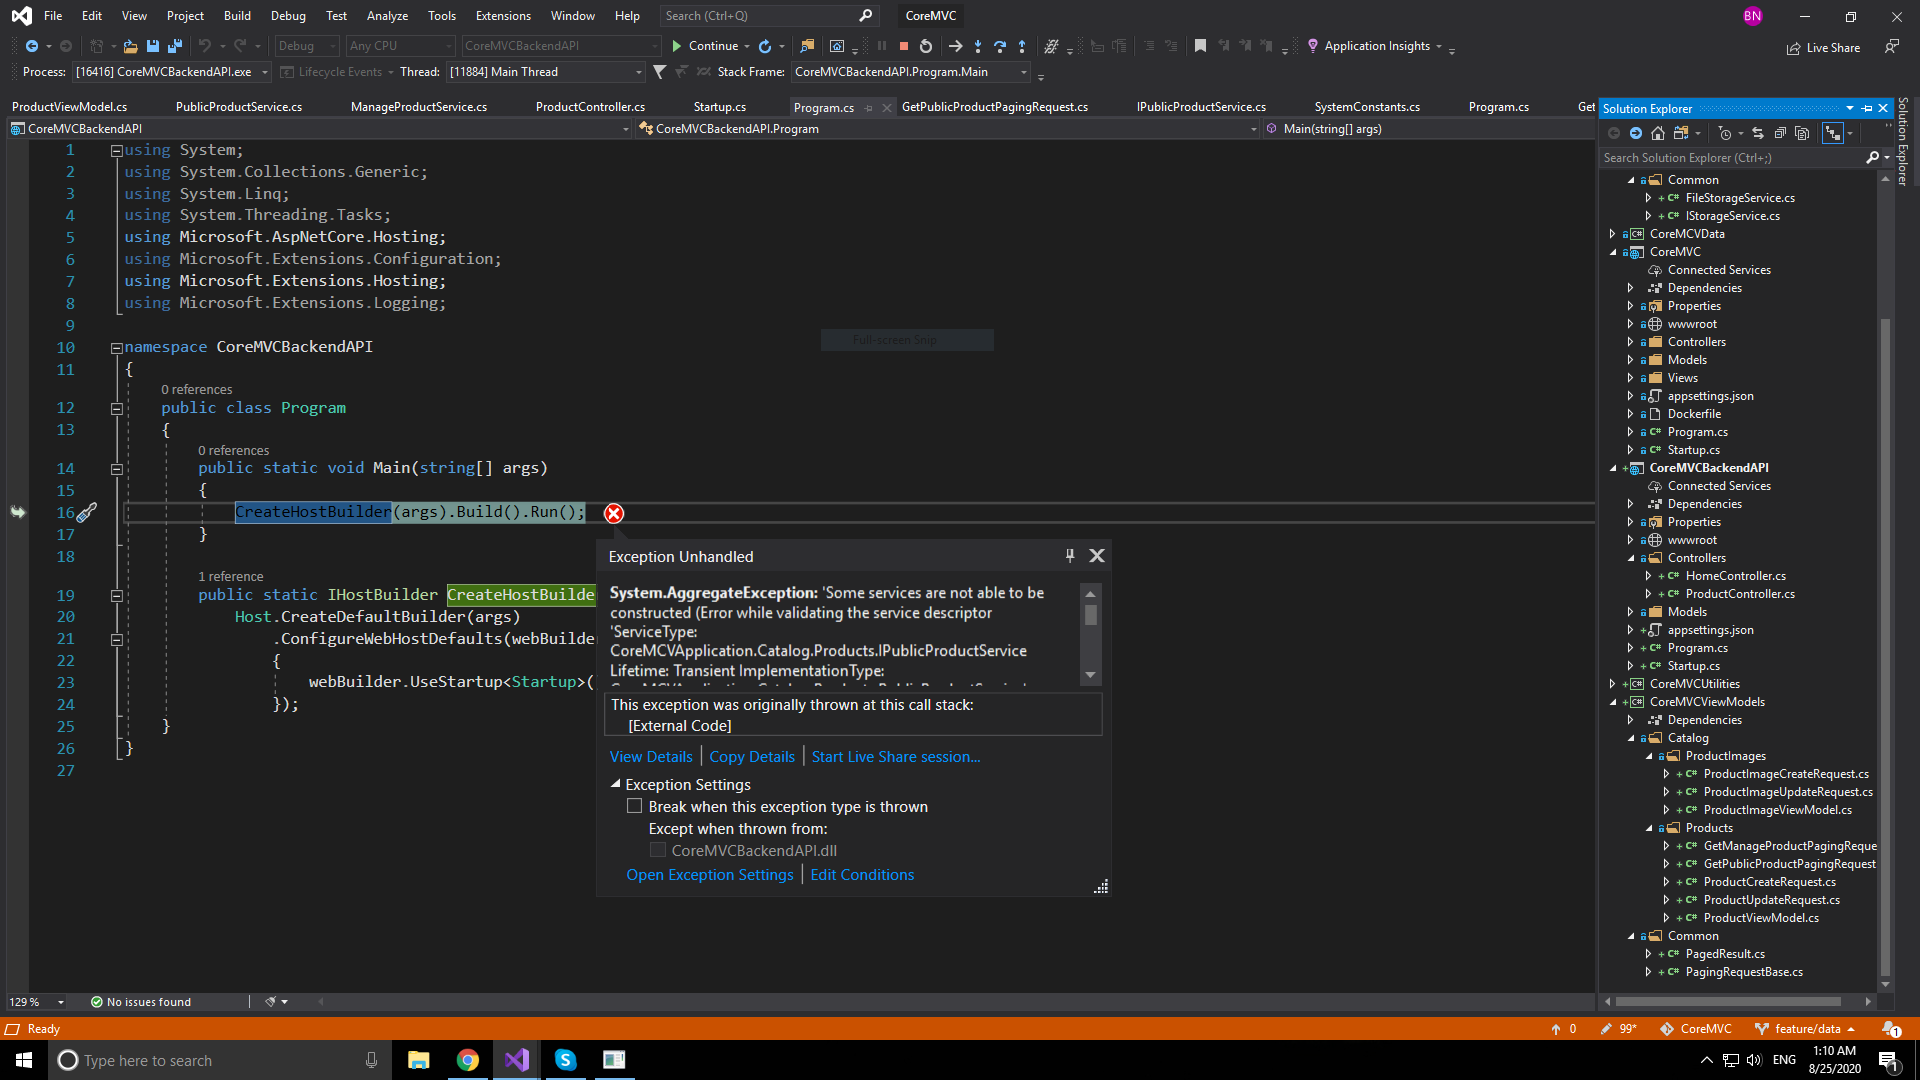 File Edit View Project Build Debug Test Analyze Tools Extensions Window Help Search (Ctrl+Q) CoreMVC BN
Debug Any CPU CoreMVCBackendAPI Continue Application Insights Live Share
Process: [16416] CoreMVCBackendAPI.exe Lifecycle Events Thread: [11884] Main Thread Stack Frame: CoreMVCBackendAPI.Program.Main
ProductViewModel.cs PublicProductService.cs ManageProductService.cs ProductController.cs Startup.cs Program.cs GetPublicProductPagingRequest.cs IPublicProductService.cs SystemConstants.cs Program.cs Get
CoreMVCBackendAPI CoreMVCBackendAPI.Program Main(string[] args)
1 using System;
2 using System.Collections.Generic;
3 using System.Linq;
4 using System.Threading.Tasks;
5 using Microsoft.AspNetCore.Hosting;
6 using Microsoft.Extensions.Configuration;
7 using Microsoft.Extensions.Hosting;
8 using Microsoft.Extensions.Logging;
9
Full-screen Snip
10 namespace CoreMVCBackendAPI
11 {
0 references
12 public class Program
13 {
0 references
14 public static void Main(string[] args)
15 {
16 CreateHostBuilder(args).Build().Run();
17 }
18
1 reference
19 public static IHostBuilder CreateHostBuilde
20 Host.CreateDefaultBuilder(args)
21 .ConfigureWebHostDefaults(webBuilder
22 {
23 webBuilder.UseStartup<Startup>(
24 });
25 }
26 }
27
Exception Unhandled
System.AggregateException: 'Some services are not able to be
constructed (Error while validating the service descriptor
'ServiceType:
CoreMCVApplication.Catalog.Products.IPublicProductService
Lifetime: Transient ImplementationType:
This exception was originally thrown at this call stack:
[External Code]
View Details Copy Details Start Live Share session...
Exception Settings
Break when this exception type is thrown
Except when thrown from:
CoreMVCBackendAPI.dll
Open Exception Settings Edit Conditions
Solution Explorer
Solution Explorer
Search Solution Explorer (Ctrl+;)
Common
FileStorageService.cs
IStorageService.cs
CoreMCVData
CoreMVC
Connected Services
Dependencies
Properties
wwwroot
Controllers
Models
Views
appsettings.json
Dockerfile
Program.cs
Startup.cs
CoreMVCBackendAPI
Connected Services
Dependencies
Properties
wwwroot
Controllers
HomeController.cs
ProductController.cs
Models
appsettings.json
Program.cs
Startup.cs
CoreMVCUtilities
CoreMVCViewModels
Dependencies
Catalog
ProductImages
ProductImageCreateRequest.cs
ProductImageUpdateRequest.cs
ProductImageViewModel.cs
Products
GetManageProductPagingReque
GetPublicProductPagingRequest
ProductCreateRequest.cs
ProductUpdateRequest.cs
ProductViewModel.cs
Common
PagedResult.cs
PagingRequestBase.cs
129 % No issues found
Ready 0 99* CoreMVC feature/data 1
Type here to search ENG 1:10 AM
8/25/2020 1